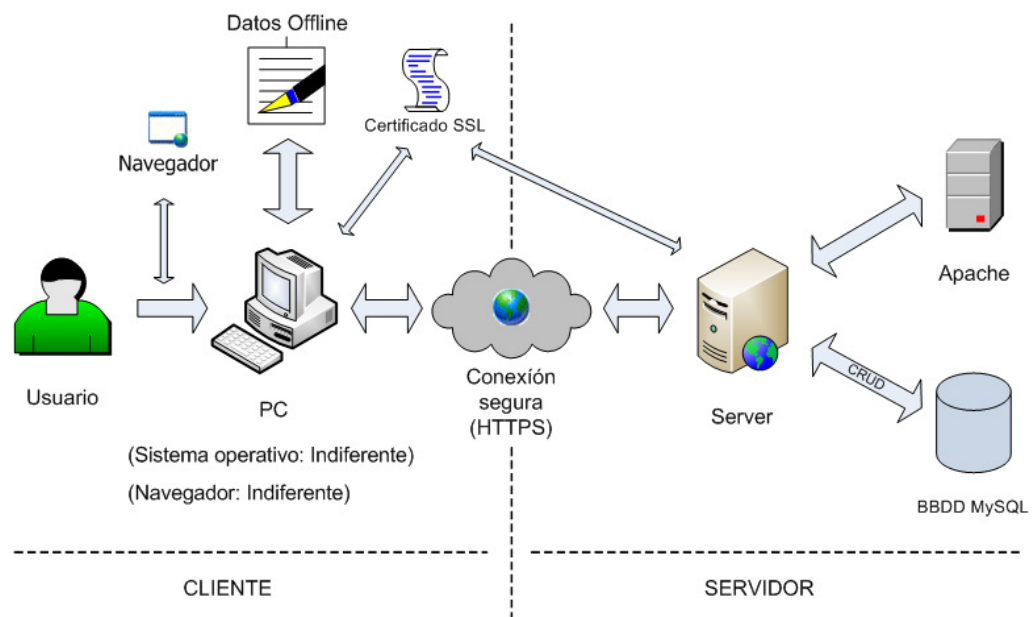 Datos Offline
Certificado SSL
Navegador
Apache
Usuario
PC
Conexíón
segura
(HTTPS)
Server
CRUD
(Sistema operativo: Indiferente)
(Navegador: Indiferente)
BBDD MySQL
CLIENTE
SERVIDOR